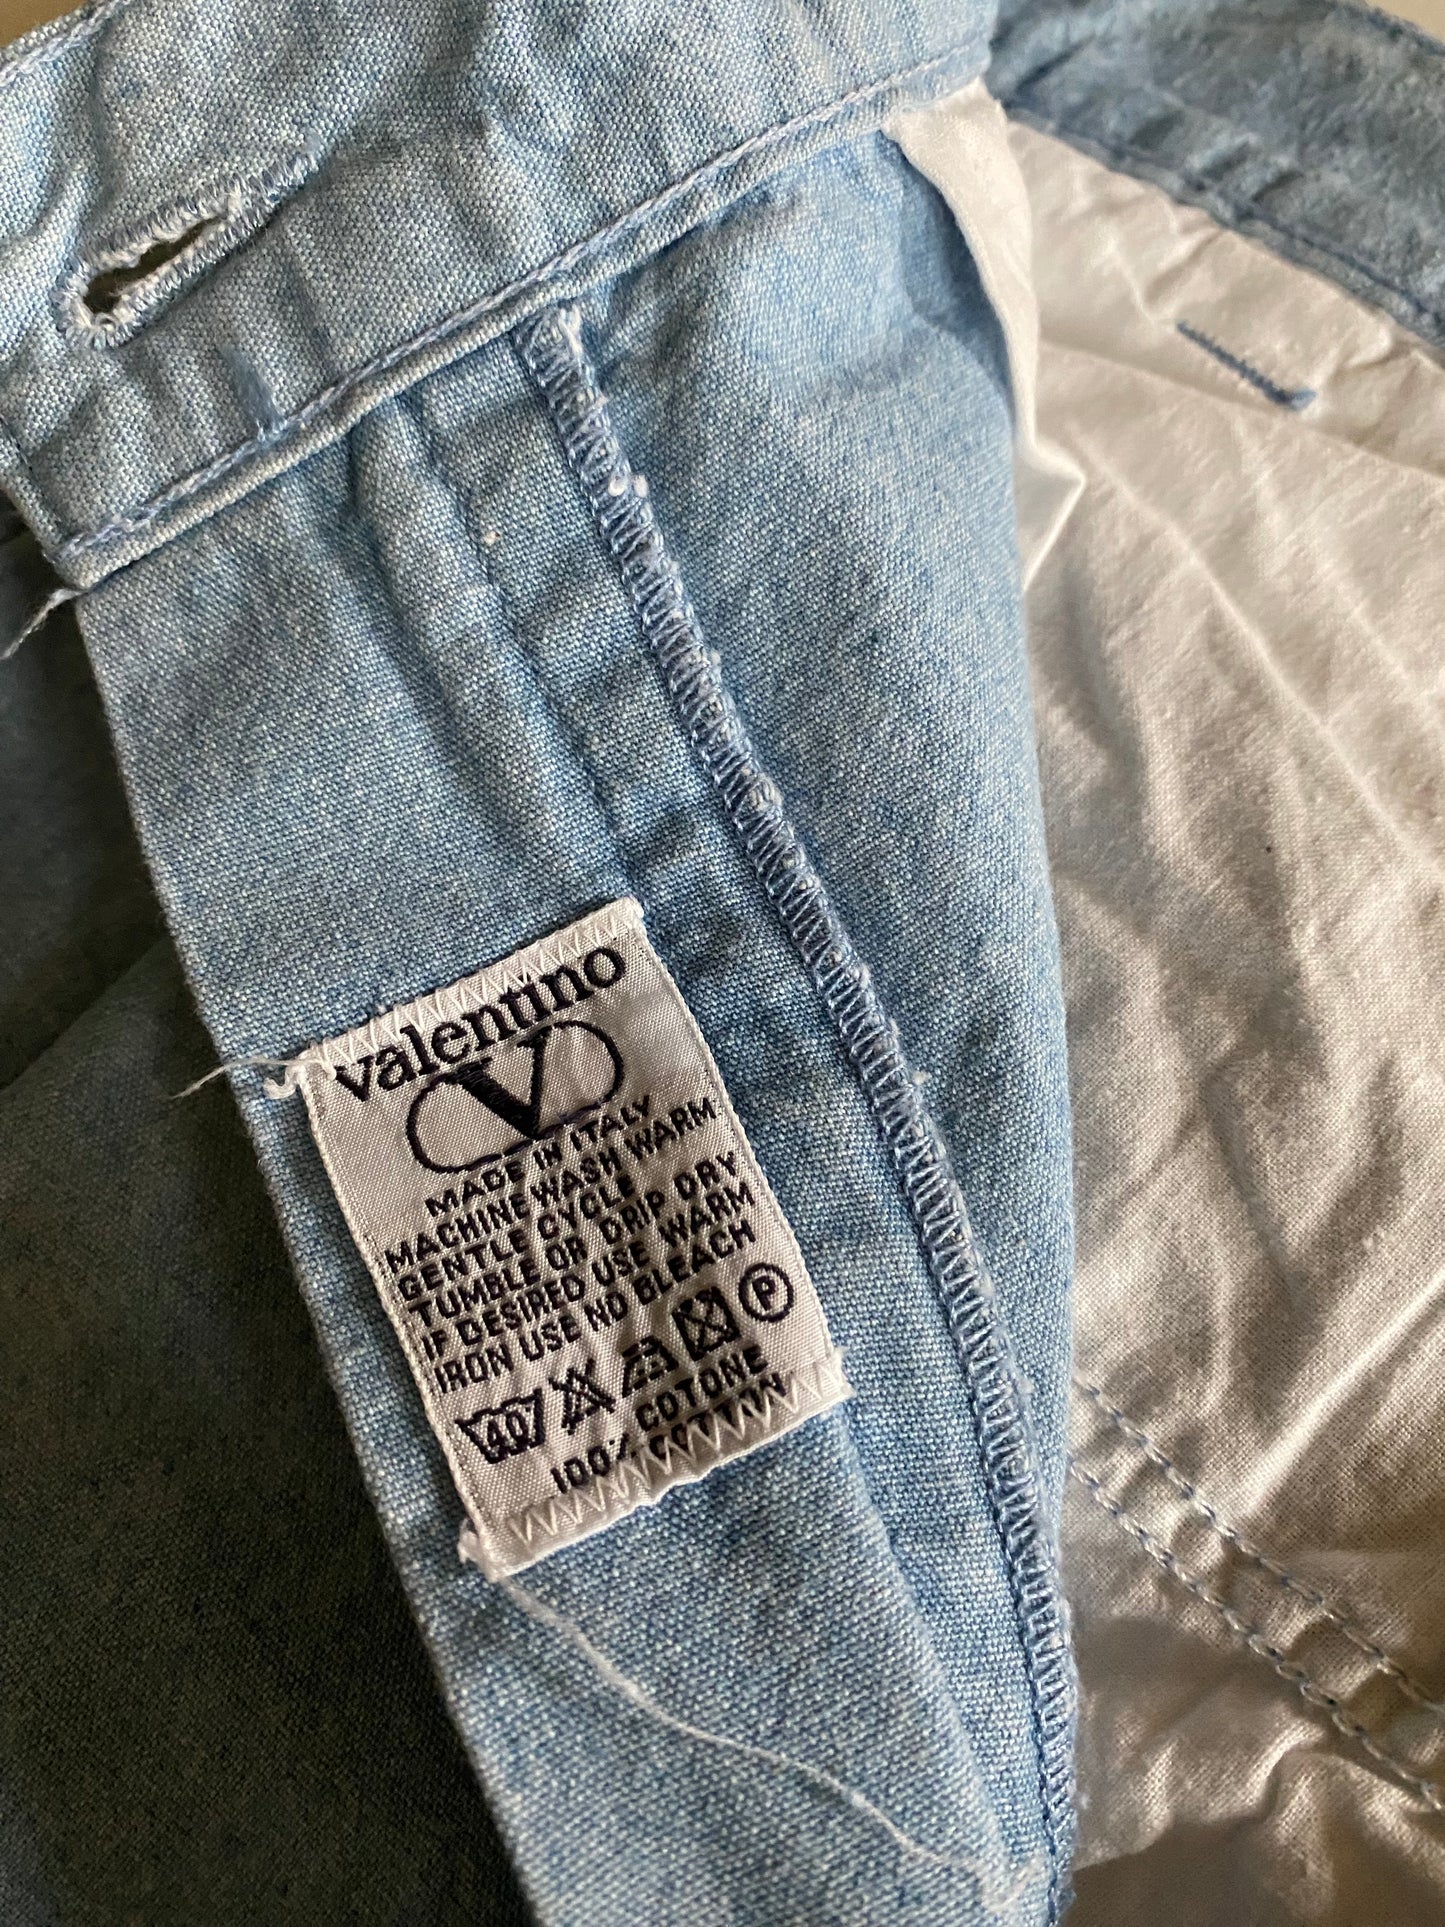 valentino
V
MADE IN ITALY
MACHINE WASH WARM
GENTLE CYCLE
TUMBLE OR DRIP DRY
IF DESIRED USE WARM
IRON USE NO BLEACH
40 P
COTONE
100% COTTON